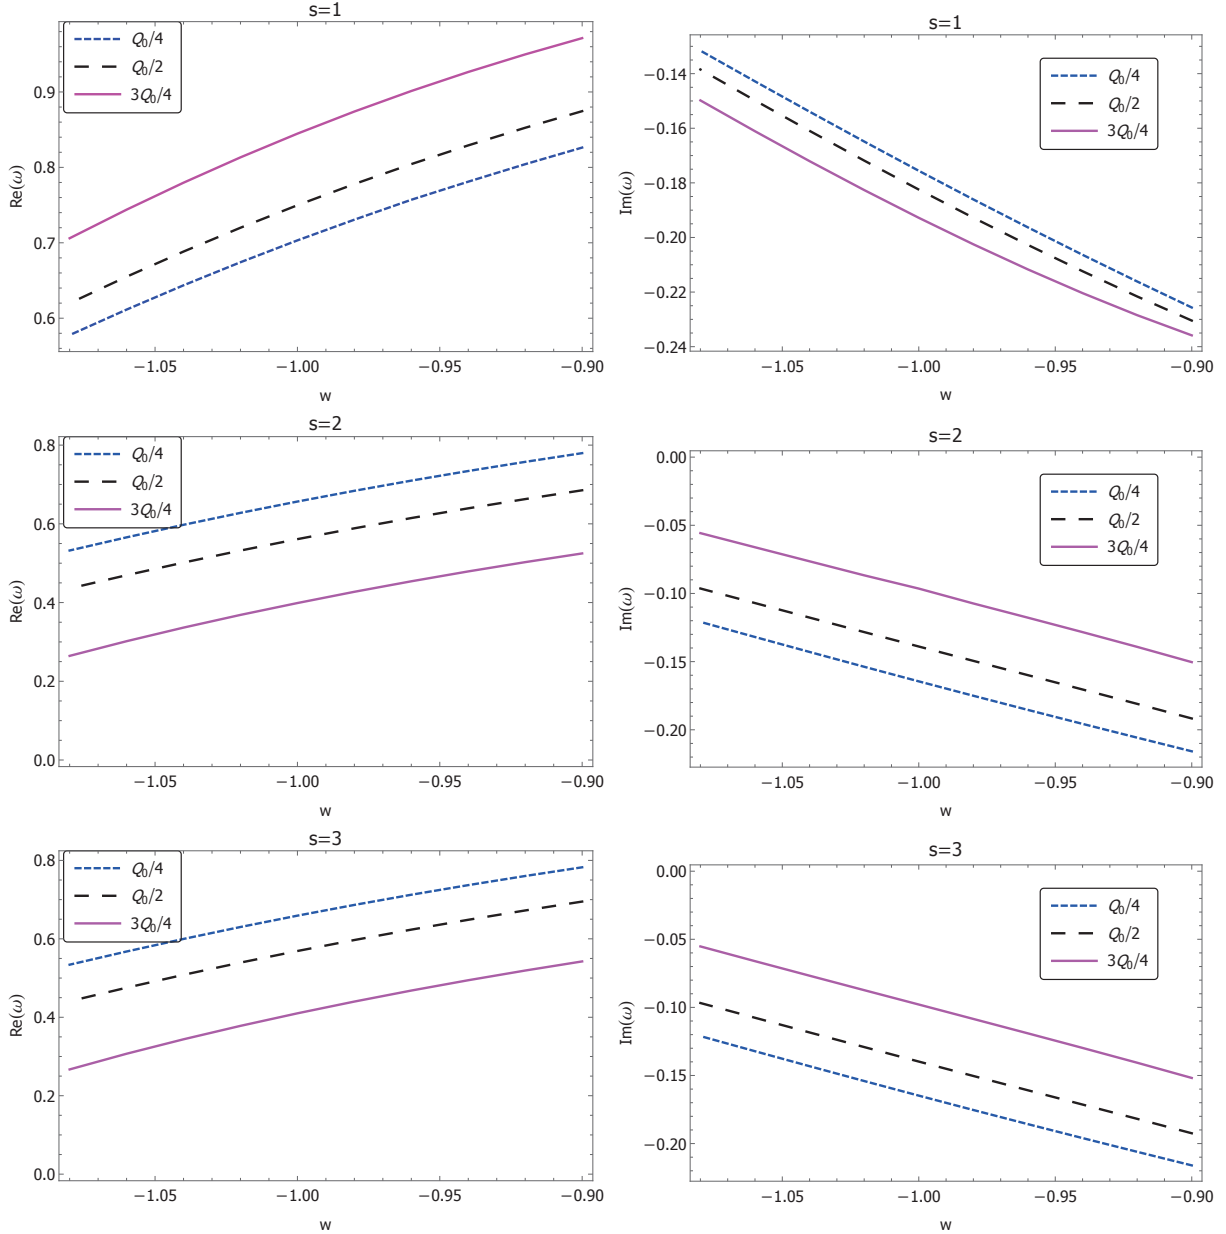 s=1
Q₀/4
Q₀/2
3Q₀/4
0.9
0.8
0.7
0.6
Re(ω)
−1.05 −1.00 −0.95 −0.90
w
s=1
Q₀/4
Q₀/2
3Q₀/4
−0.14
−0.16
−0.18
−0.20
−0.22
−0.24
Im(ω)
−1.05 −1.00 −0.95 −0.90
w
s=2
Q₀/4
Q₀/2
3Q₀/4
0.8
0.6
0.4
0.2
0.0
Re(ω)
−1.05 −1.00 −0.95 −0.90
w
s=2
Q₀/4
Q₀/2
3Q₀/4
0.00
−0.05
−0.10
−0.15
−0.20
Im(ω)
−1.05 −1.00 −0.95 −0.90
w
s=3
Q₀/4
Q₀/2
3Q₀/4
0.8
0.6
0.4
0.2
0.0
Re(ω)
−1.05 −1.00 −0.95 −0.90
w
s=3
Q₀/4
Q₀/2
3Q₀/4
0.00
−0.05
−0.10
−0.15
−0.20
Im(ω)
−1.05 −1.00 −0.95 −0.90
w